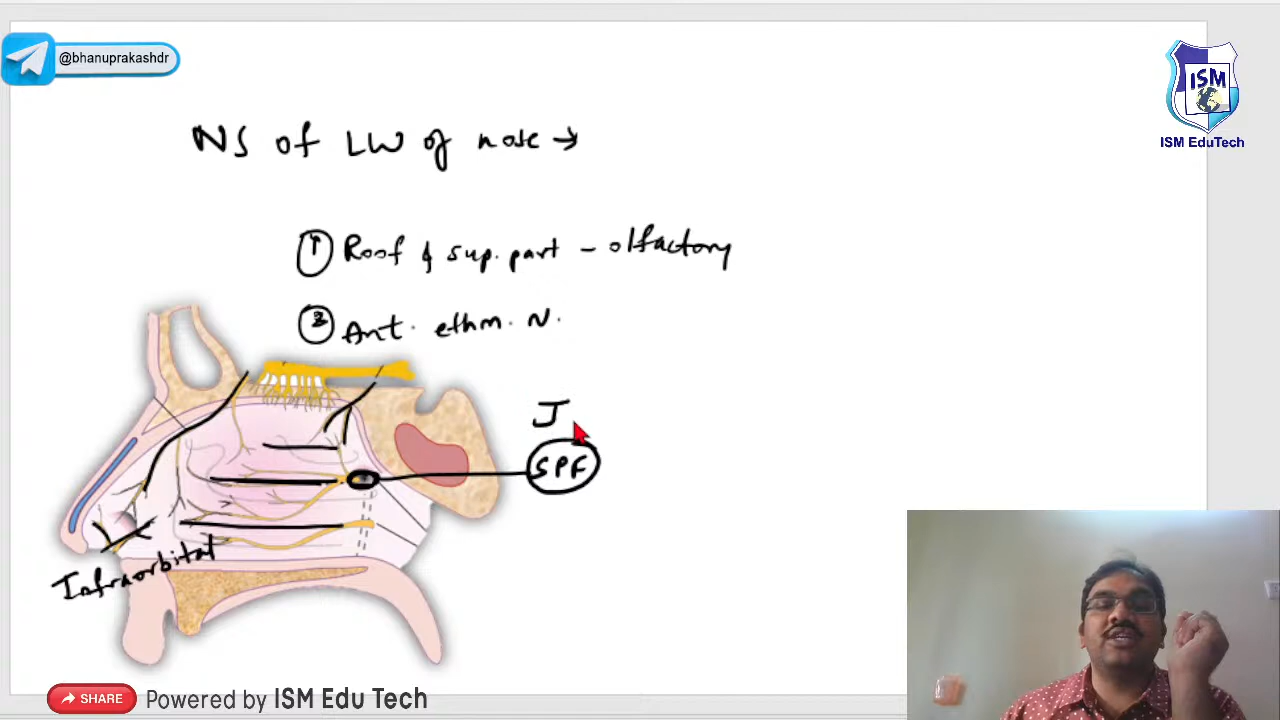 @bhanuprakashdr
ISM
ISM EduTech
NS of LW of nose →
① Roof & sup. part - olfactory
② Ant. ethm. N.
J
SPF
Infraorbital
SHARE
Powered by ISM Edu Tech